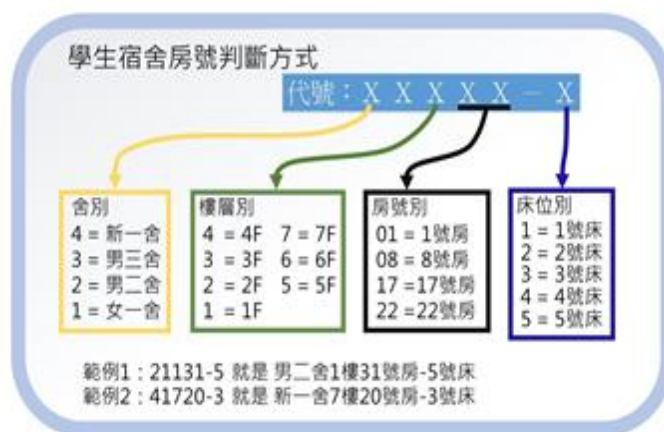 學生宿舍房號判斷方式
代號：X X X X X - X
舍別
4 = 新一舍
3 = 男三舍
2 = 男二舍
1 = 女一舍
樓層別
4 = 4F 7 = 7F
3 = 3F 6 = 6F
2 = 2F 5 = 5F
1 = 1F
房號別
01 = 1號房
08 = 8號房
17 =17號房
22 =22號房
床位別
1 = 1號床
2 = 2號床
3 = 3號床
4 = 4號床
5 = 5號床
範例1：21131-5 就是 男二舍1樓31號房-5號床
範例2：41720-3 就是 新一舍7樓20號房-3號床